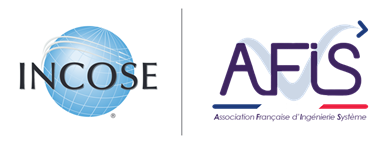 INCOSE
®
AFIS
Association Française d'Ingénierie Système